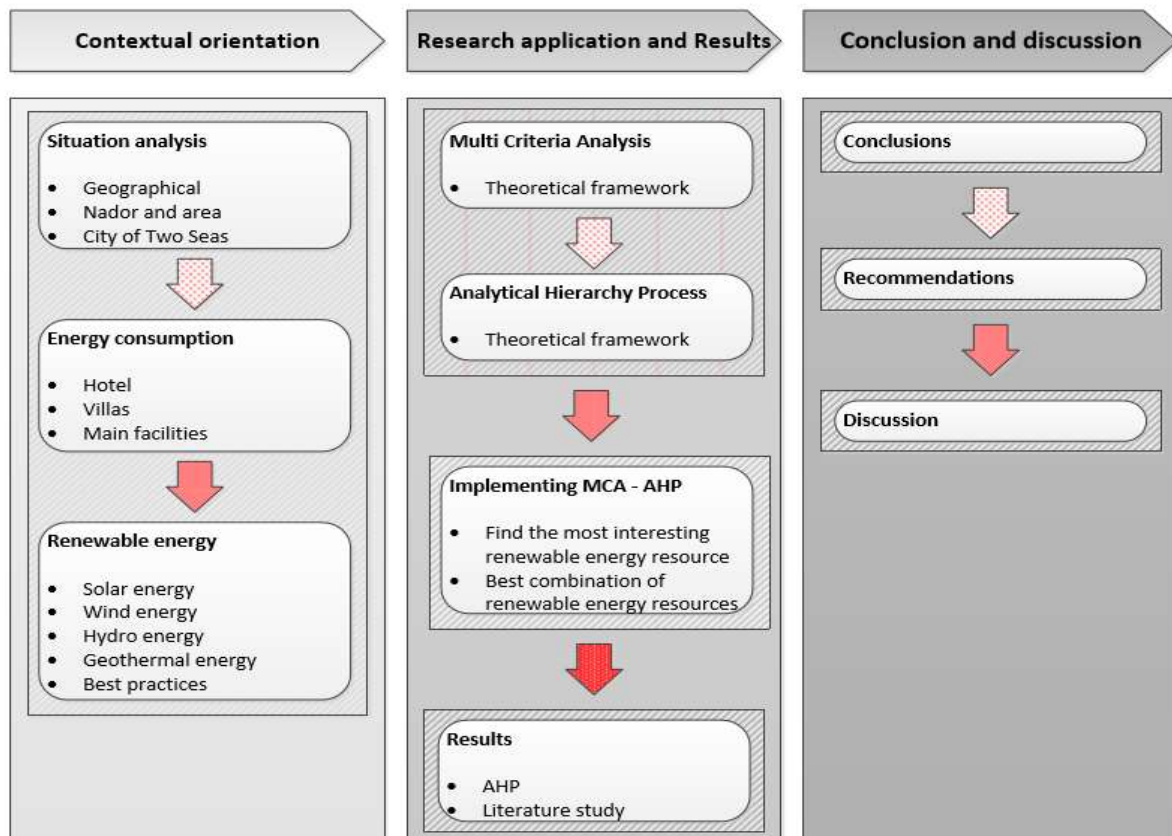 Contextual orientation
Research application and Results
Conclusion and discussion
Situation analysis
• Geographical
• Nador and area
• City of Two Seas
Energy consumption
• Hotel
• Villas
• Main facilities
Renewable energy
• Solar energy
• Wind energy
• Hydro energy
• Geothermal energy
• Best practices
Multi Criteria Analysis
• Theoretical framework
Analytical Hierarchy Process
• Theoretical framework
Implementing MCA - AHP
• Find the most interesting
renewable energy resource
• Best combination of
renewable energy resources
Results
• AHP
• Literature study
Conclusions
Recommendations
Discussion